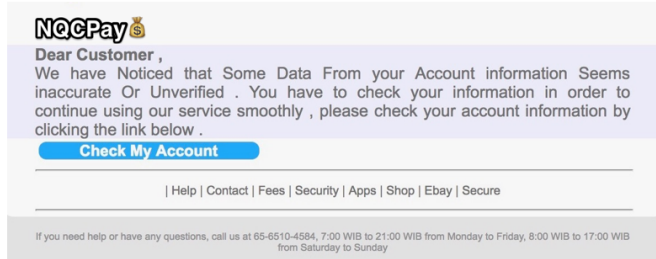 NQCPay
Dear Customer ,
We have Noticed that Some Data From your Account information Seems
inaccurate Or Unverified . You have to check your information in order to
continue using our service smoothly , please check your account information by
clicking the link below .
Check My Account
| Help | Contact | Fees | Security | Apps | Shop | Ebay | Secure
If you need help or have any questions, call us at 65-6510-4584, 7:00 WIB to 21:00 WIB from Monday to Friday, 8:00 WIB to 17:00 WIB
from Saturday to Sunday